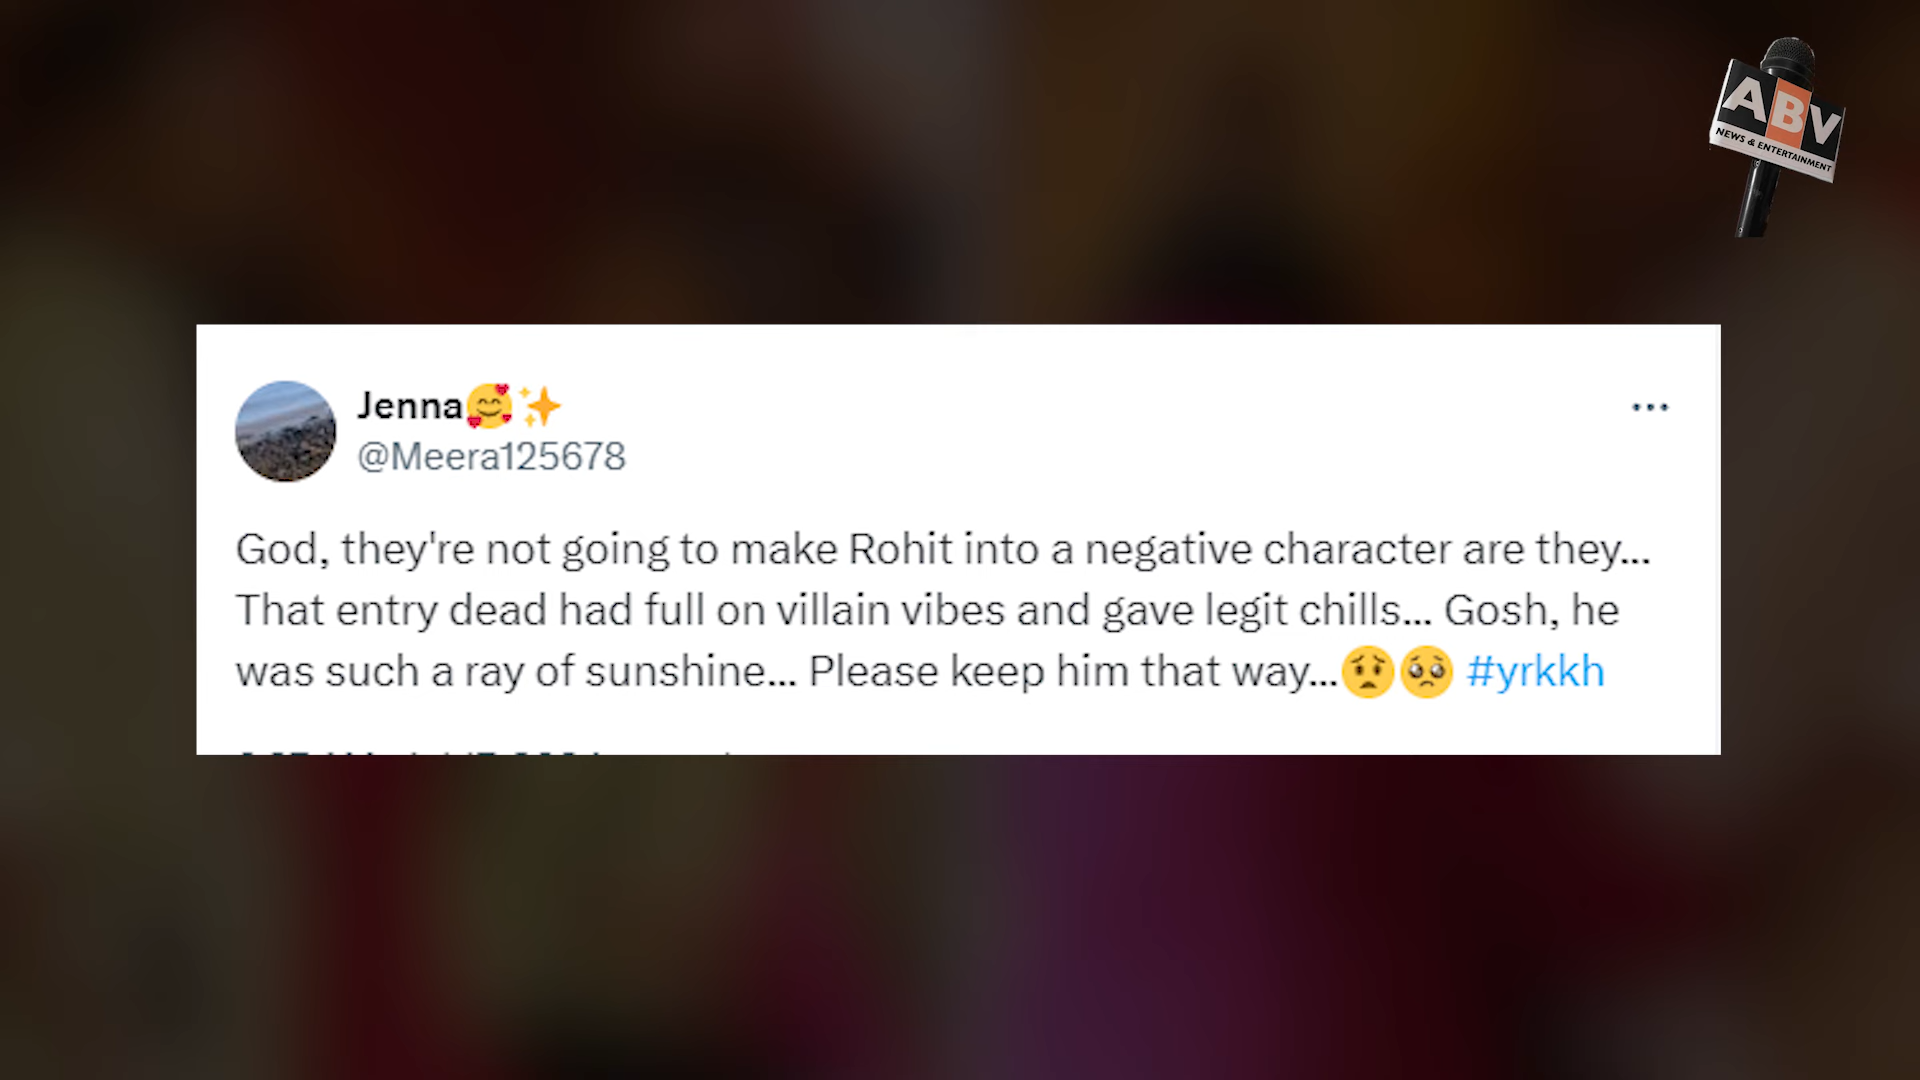 ABV
NEWS & ENTERTAINMENT
Jenna🥰✨
@Meera125678
God, they're not going to make Rohit into a negative character are they...
That entry dead had full on villain vibes and gave legit chills... Gosh, he
was such a ray of sunshine... Please keep him that way...😟🥺 #yrkkh